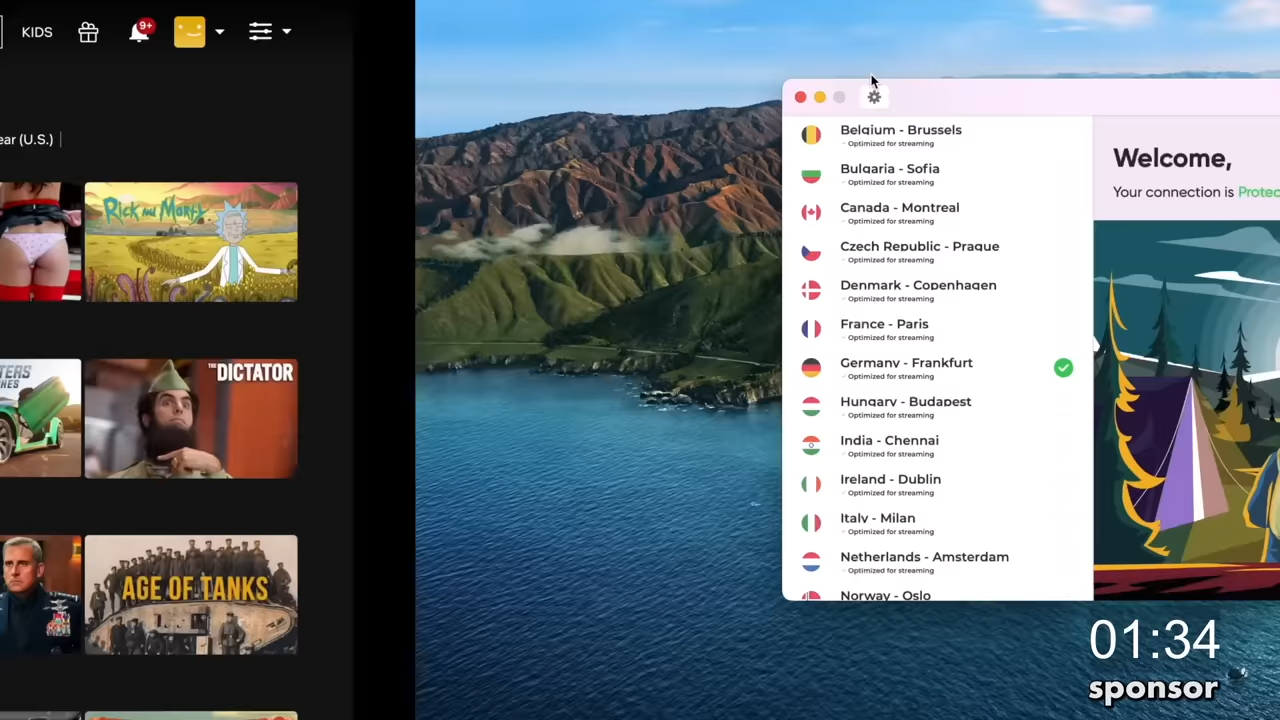 KIDS
9+
ear (U.S.)
RICK AND MORTY
THE DICTATOR
AGE OF TANKS
Belgium - Brussels
Optimized for streaming
Bulgaria - Sofia
Optimized for streaming
Canada - Montreal
Optimized for streaming
Czech Republic - Prague
Optimized for streaming
Denmark - Copenhagen
Optimized for streaming
France - Paris
Optimized for streaming
Germany - Frankfurt
Optimized for streaming
Hungary - Budapest
Optimized for streaming
India - Chennai
Optimized for streaming
Ireland - Dublin
Optimized for streaming
Italy - Milan
Optimized for streaming
Netherlands - Amsterdam
Optimized for streaming
Norway - Oslo
Welcome,
Your connection is Protec
01:34
sponsor